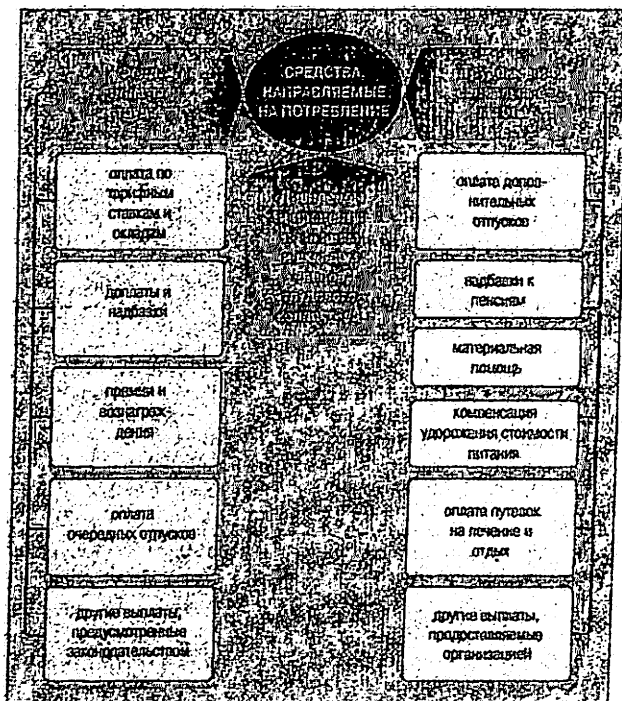 СРЕДСТВА,
НАПРАВЛЯЕМЫЕ
НА ПОТРЕБЛЕНИЕ
оплата по
тарифным
ставкам и
окладам
доплаты и
надбавки
премии и
вознаграж-
дения
оплата
очередных отпусков
другие выплаты,
предусмотренные
законодательством
оплата допол-
нительных
отпусков
надбавки к
пенсиям
материальная
помощь
компенсация
удорожания стоимости
питания
оплата путевок
на лечение и
отдых
другие выплаты,
предоставляемые
организацией